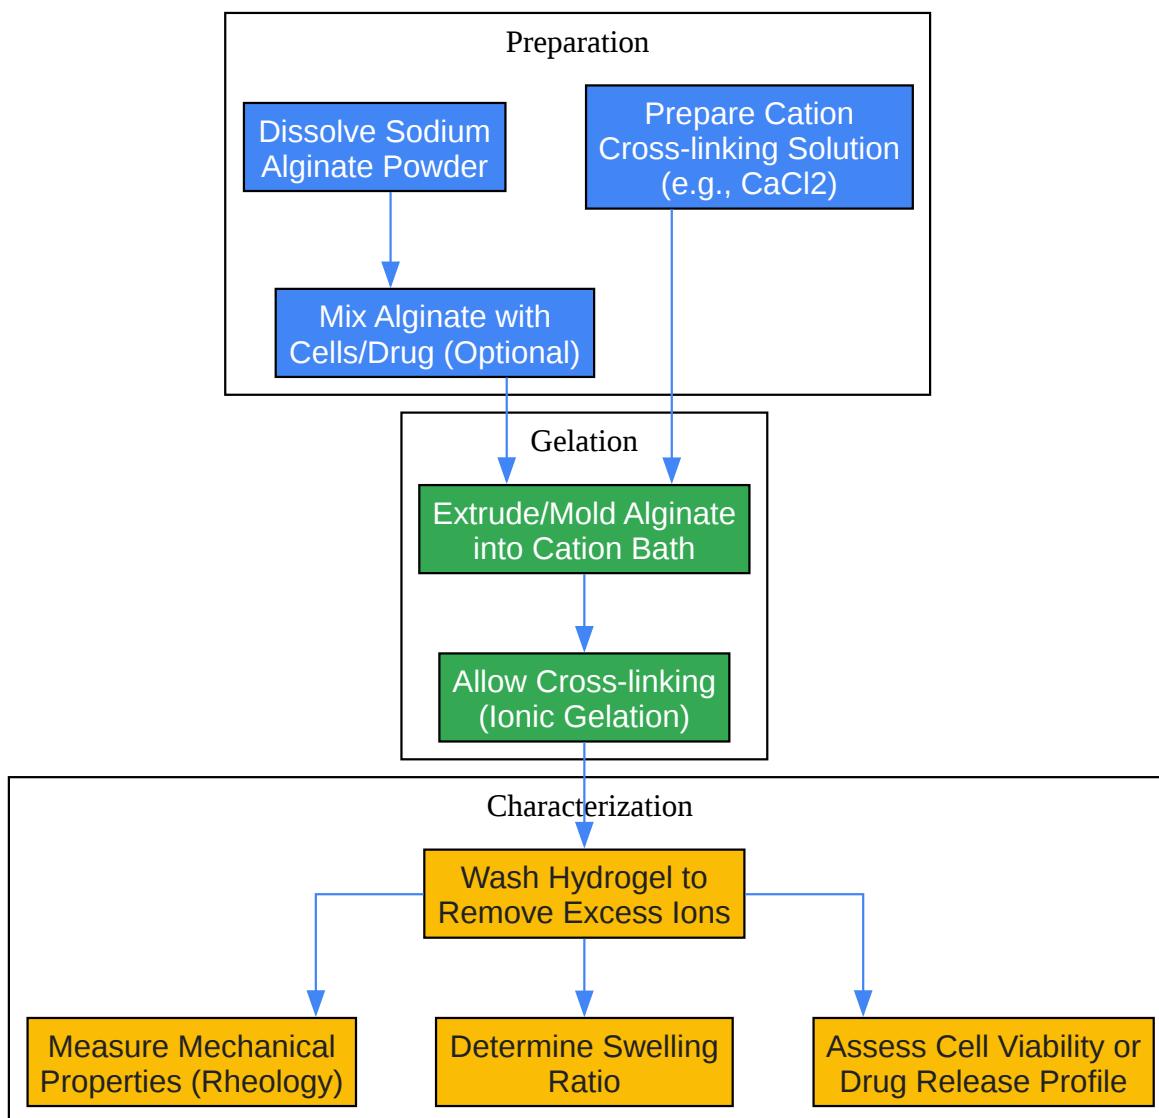 Preparation
Dissolve Sodium
Alginate Powder
Prepare Cation
Cross-linking Solution
(e.g., CaCl2)
Mix Alginate with
Cells/Drug (Optional)
Gelation
Extrude/Mold Alginate
into Cation Bath
Allow Cross-linking
(Ionic Gelation)
Characterization
Wash Hydrogel to
Remove Excess Ions
Measure Mechanical
Properties (Rheology)
Determine Swelling
Ratio
Assess Cell Viability or
Drug Release Profile